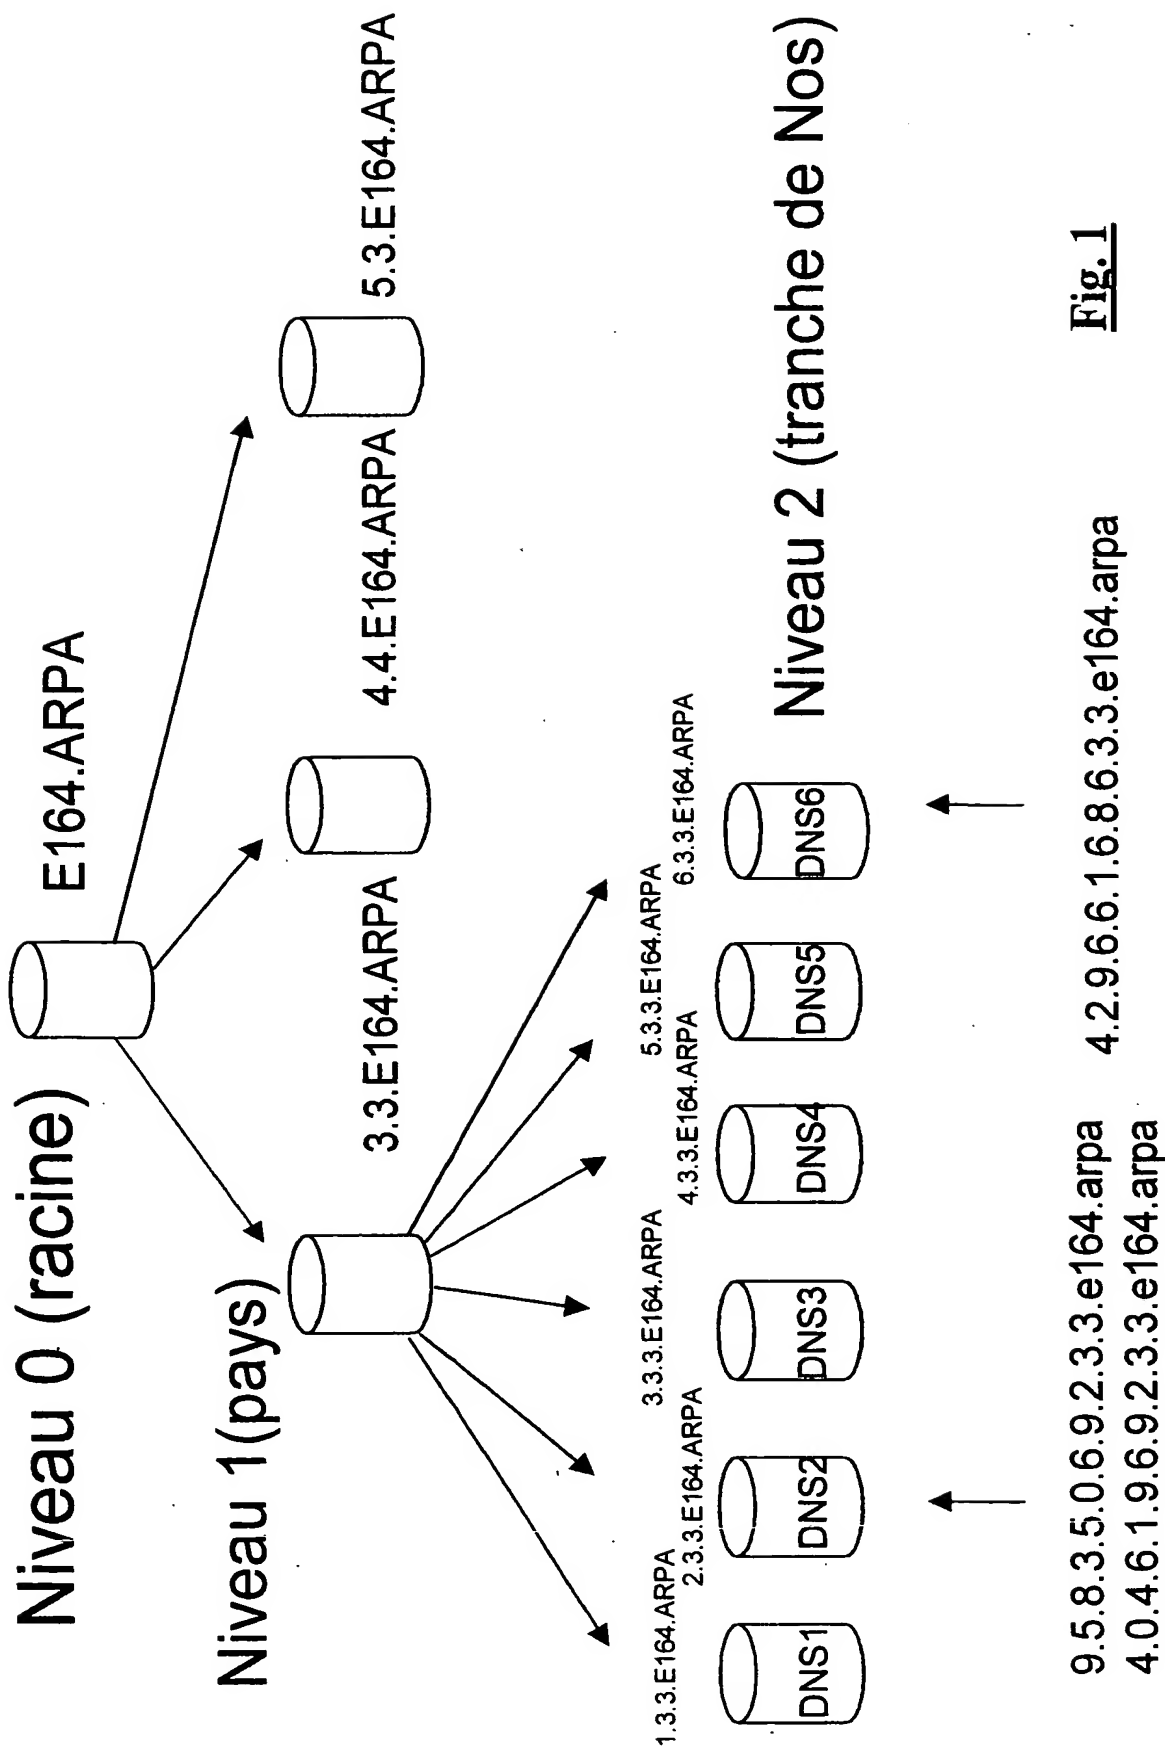 Niveau 0 (racine)
E164.ARPA
Niveau 1(pays)
3.3.E164.ARPA
4.4.E164.ARPA
5.3.E164.ARPA
1.3.3.E164.ARPA
2.3.3.E164.ARPA
3.3.3.E164.ARPA
4.3.3.E164.ARPA
5.3.3.E164.ARPA
6.3.3.E164.ARPA
DNS1
DNS2
DNS3
DNS4
DNS5
DNS6
Niveau 2 (tranche de Nos)
9.5.8.3.5.0.6.9.2.3.3.e164.arpa
4.0.4.6.1.9.6.9.2.3.3.e164.arpa
4.2.9.6.6.1.6.8.6.3.3.e164.arpa
Fig. 1